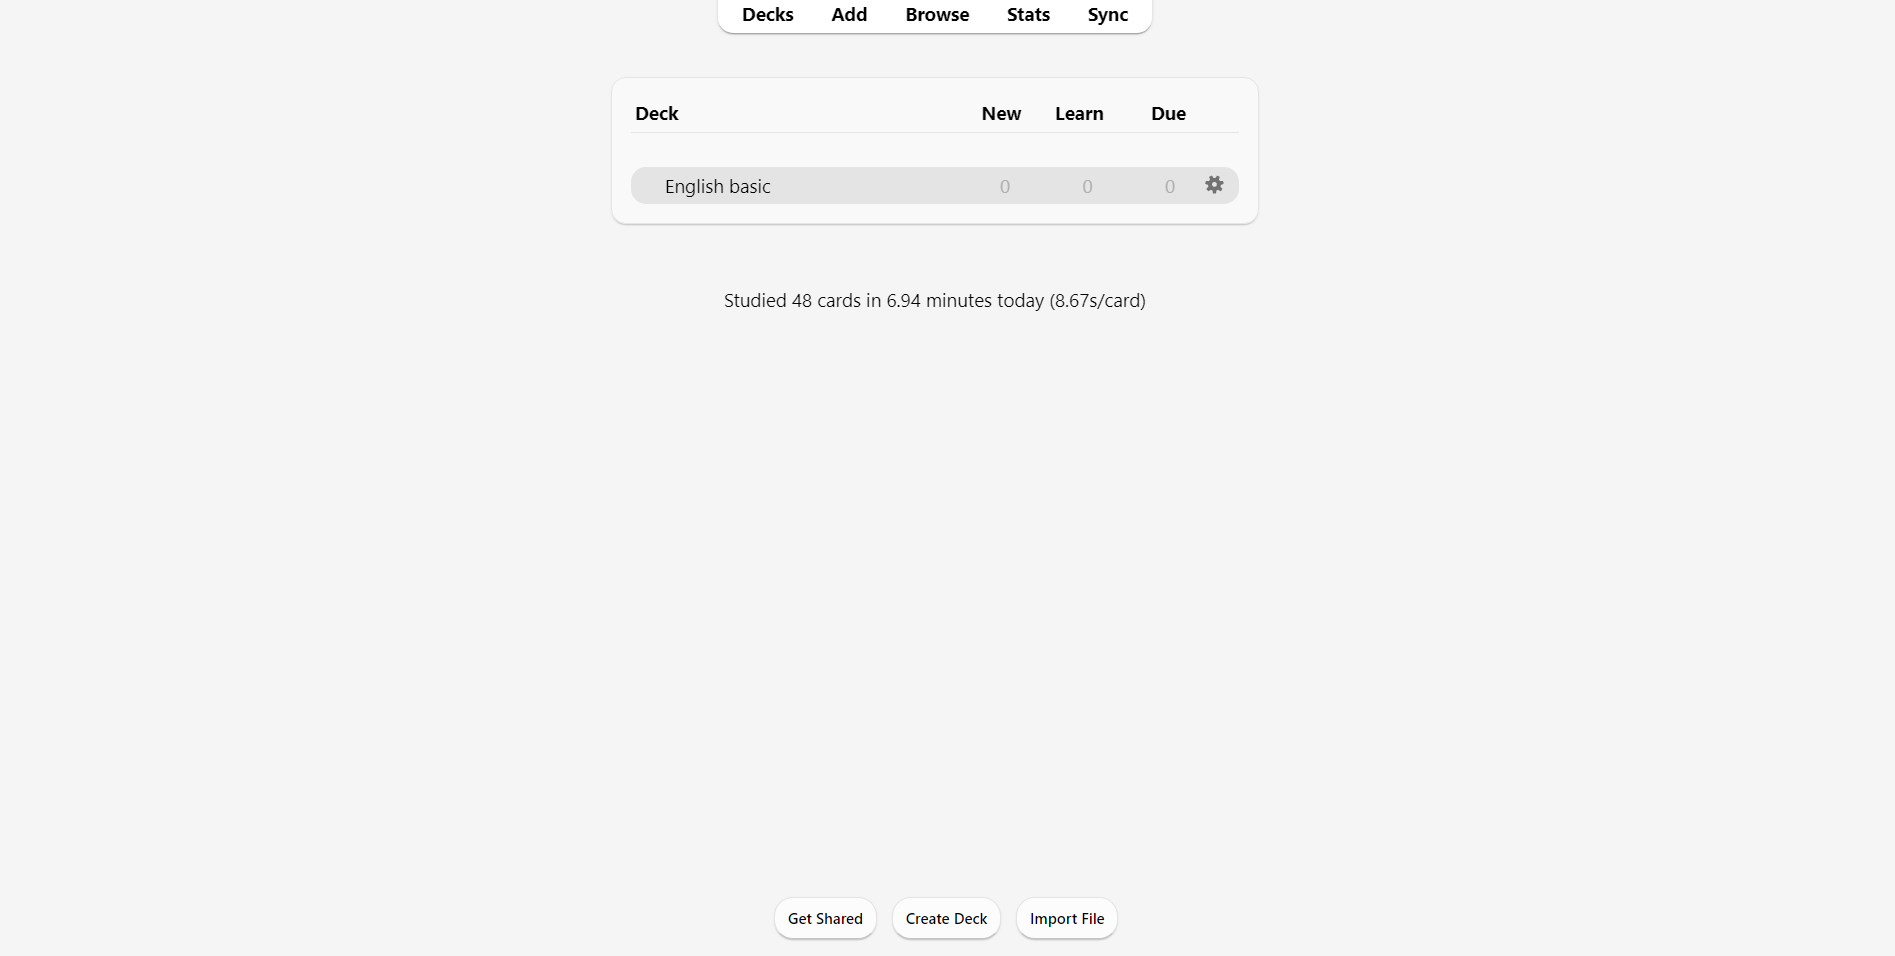 Decks Add Browse Stats Sync
Deck New Learn Due
English basic 0 0 0
Studied 48 cards in 6.94 minutes today (8.67s/card)
Get Shared Create Deck Import File